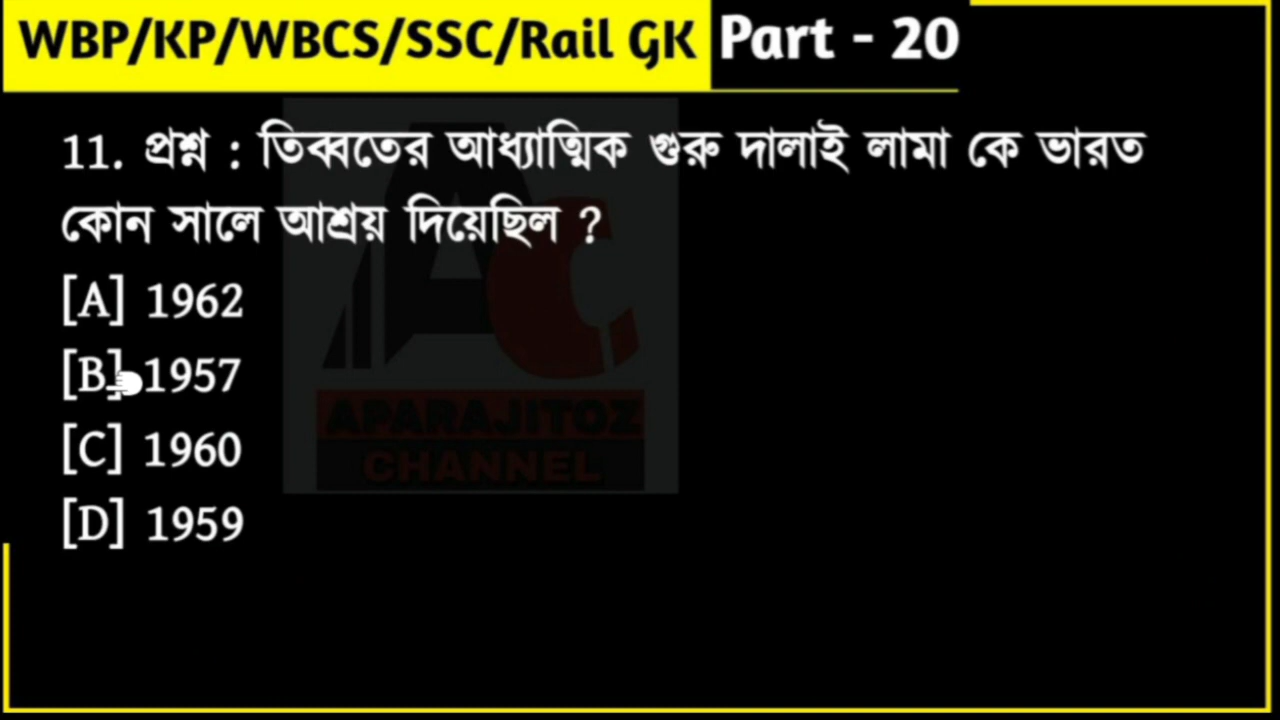 WBP/KP/WBCS/SSC/Rail GK Part - 20
11. প্রশ্ন : তিব্বতের আধ্যাত্মিক গুরু দালাই লামা কে ভারত
কোন সালে আশ্রয় দিয়েছিল ?
[A] 1962
[B] 1957
[C] 1960
[D] 1959
APARAJITOZ
CHANNEL